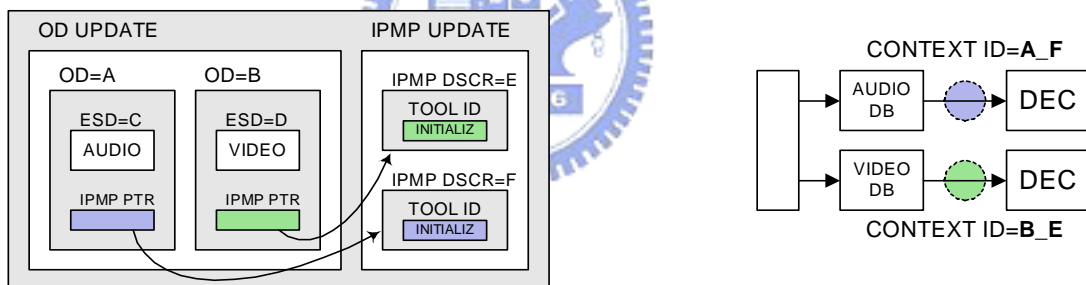 OD UPDATE
IPMP UPDATE
OD=A
OD=B
ESD=C
AUDIO
IPMP PTR
ESD=D
VIDEO
IPMP PTR
IPMP DSCR=E
TOOL ID
INITIALIZ
IPMP DSCR=F
TOOL ID
INITIALIZ
CONTEXT ID=A_F
AUDIO
DB
DEC
VIDEO
DB
DEC
CONTEXT ID=B_E